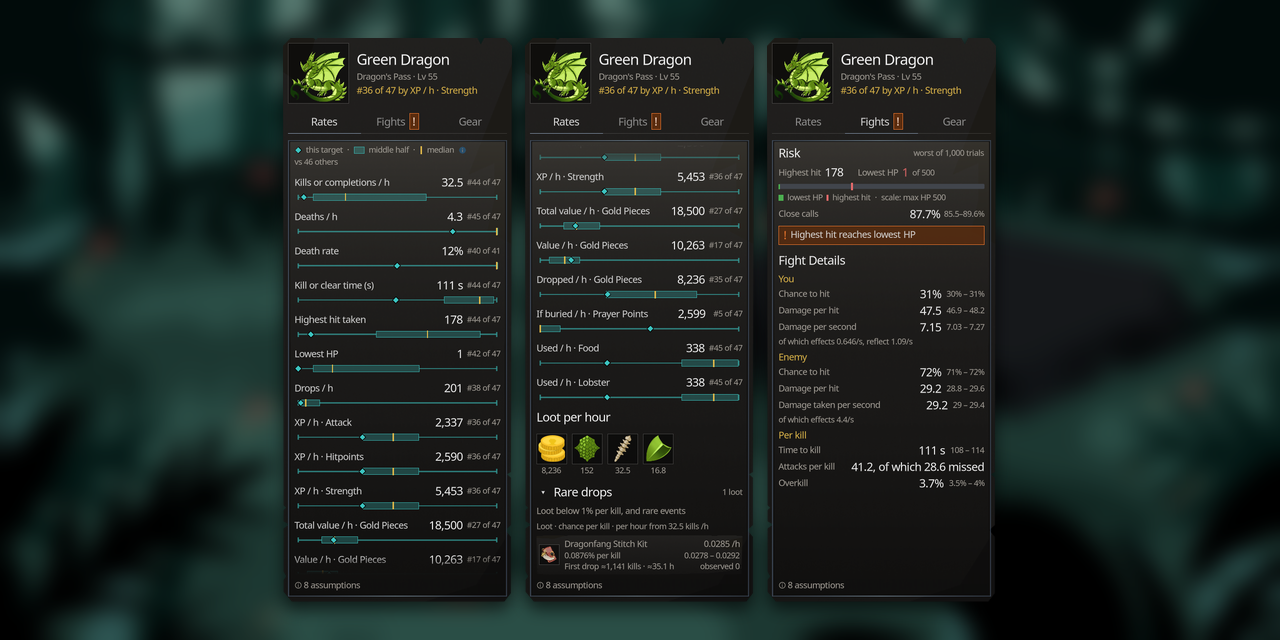 Green Dragon
Dragon's Pass · Lv 55
#36 of 47 by XP / h · Strength
Rates Fights ! Gear
this target · middle half · median
vs 46 others
Kills or completions / h 32.5 #44 of 47
Deaths / h 4.3 #45 of 47
Death rate 12% #40 of 41
Kill or clear time (s) 111 s #44 of 47
Highest hit taken 178 #44 of 47
Lowest HP 1 #42 of 47
Drops / h 201 #38 of 47
XP / h · Attack 2,337 #36 of 47
XP / h · Hitpoints 2,590 #36 of 47
XP / h · Strength 5,453 #36 of 47
Total value / h · Gold Pieces 18,500 #27 of 47
Value / h · Gold Pieces 10,263 #17 of 47
8 assumptions
Green Dragon
Dragon's Pass · Lv 55
#36 of 47 by XP / h · Strength
Rates Fights ! Gear
XP / h · Strength 5,453 #36 of 47
Total value / h · Gold Pieces 18,500 #27 of 47
Value / h · Gold Pieces 10,263 #17 of 47
Dropped / h · Gold Pieces 8,236 #35 of 47
If buried / h · Prayer Points 2,599 #5 of 47
Used / h · Food 338 #45 of 47
Used / h · Lobster 338 #45 of 47
Loot per hour
8,236 152 32.5 16.8
Rare drops 1 loot
Loot below 1% per kill, and rare events
Loot · chance per kill · per hour from 32.5 kills /h
Dragonfang Stitch Kit 0.0285 /h
0.0876% per kill 0.0278 – 0.0292
First drop ≈1,141 kills · ≈35.1 h observed 0
8 assumptions
Green Dragon
Dragon's Pass · Lv 55
#36 of 47 by XP / h · Strength
Rates Fights ! Gear
Risk worst of 1,000 trials
Highest hit 178 Lowest HP 1 of 500
lowest HP highest hit · scale: max HP 500
Close calls 87.7% 85.5–89.6%
! Highest hit reaches lowest HP
Fight Details
You
Chance to hit 31% 30% – 31%
Damage per hit 47.5 46.9 – 48.2
Damage per second 7.15 7.03 – 7.27
of which effects 0.646/s, reflect 1.09/s
Enemy
Chance to hit 72% 71% – 72%
Damage per hit 29.2 28.8 – 29.6
Damage taken per second 29.2 29 – 29.4
of which effects 4.4/s
Per kill
Time to kill 111 s 108 – 114
Attacks per kill 41.2, of which 28.6 missed
Overkill 3.7% 3.5% – 4%
8 assumptions